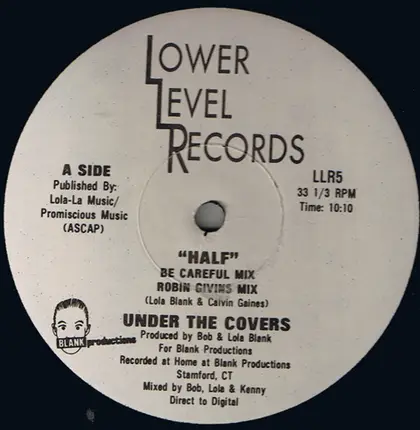 LOWER
LEVEL
RECORDS
A SIDE
Published By:
Lola-La Music/
Promiscious Music
(ASCAP)
LLR5
33 1/3 RPM
Time: 10:10
"HALF"
BE CAREFUL MIX
ROBIN GIVINS MIX
(Lola Blank & Calvin Gaines)
UNDER THE COVERS
Produced by Bob & Lola Blank
For Blank Productions
Recorded at Home at Blank Productions
Stamford, CT
Mixed by Bob, Lola & Kenny
Direct to Digital
BLANK productions